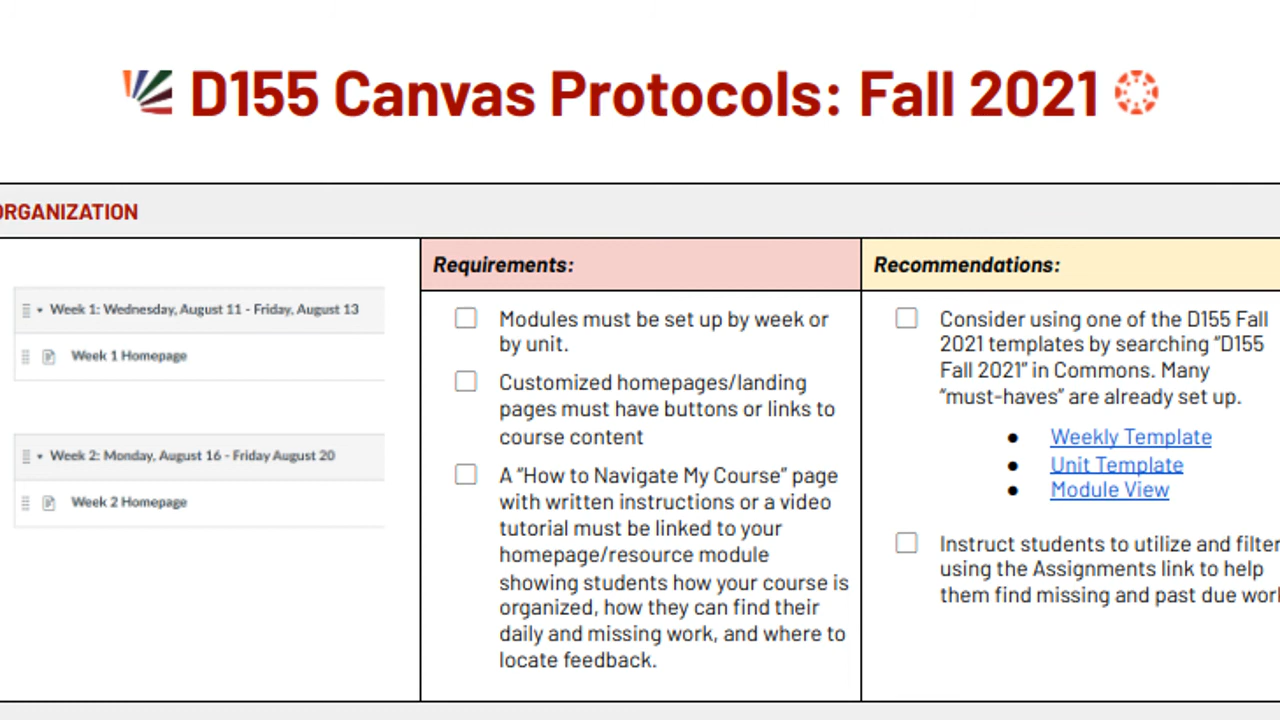 D155 Canvas Protocols: Fall 2021
ORGANIZATION
Week 1: Wednesday, August 11 - Friday, August 13
Week 1 Homepage
Week 2: Monday, August 16 - Friday August 20
Week 2 Homepage
Requirements:
Modules must be set up by week or
by unit.
Customized homepages/landing
pages must have buttons or links to
course content
A “How to Navigate My Course” page
with written instructions or a video
tutorial must be linked to your
homepage/resource module
showing students how your course is
organized, how they can find their
daily and missing work, and where to
locate feedback.
Recommendations:
Consider using one of the D155 Fall
2021 templates by searching “D155
Fall 2021” in Commons. Many
“must-haves” are already set up.
Weekly Template
Unit Template
Module View
Instruct students to utilize and filter
using the Assignments link to help
them find missing and past due work